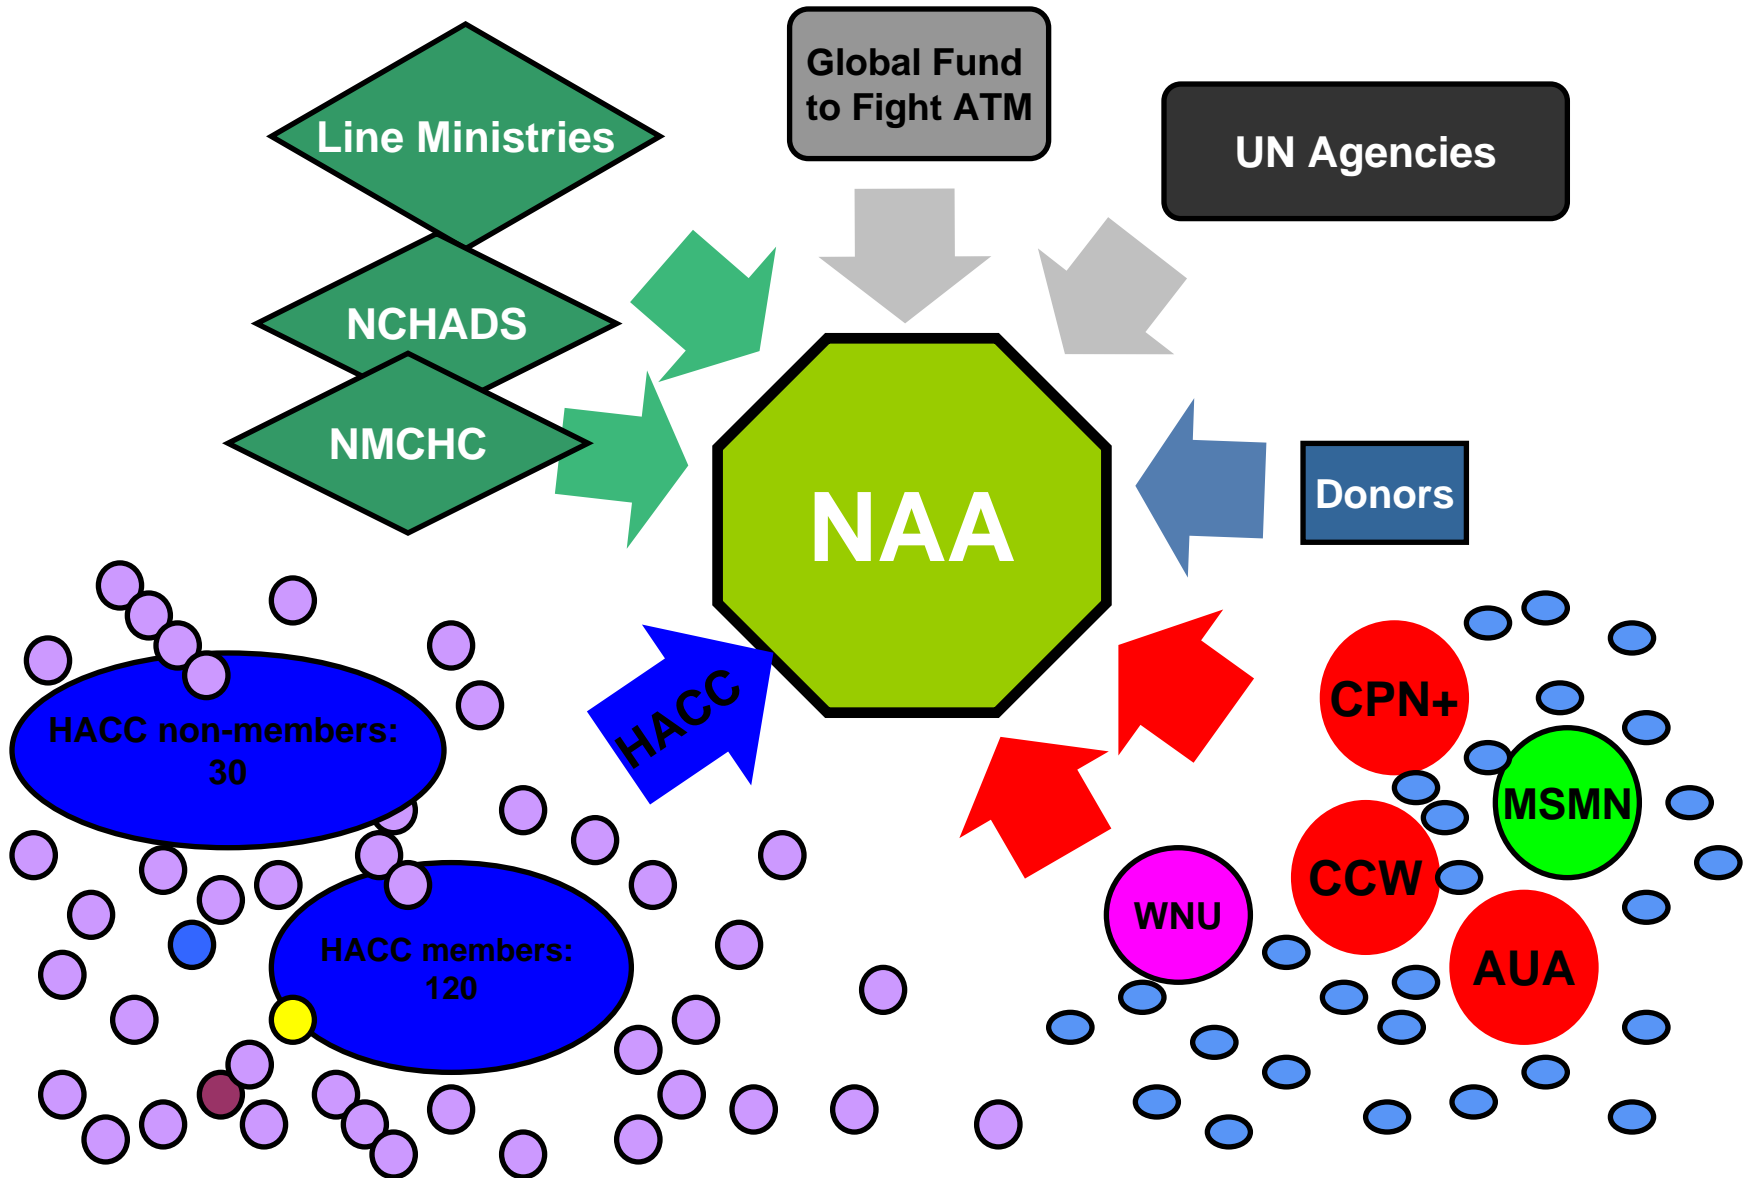 Global Fund
to Fight ATM
Line Ministries
UN Agencies
NCHADS
NMCHC
NAA
Donors
HACC
HACC non-members:
30
HACC members:
120
CPN+
MSMN
CCW
WNU
AUA